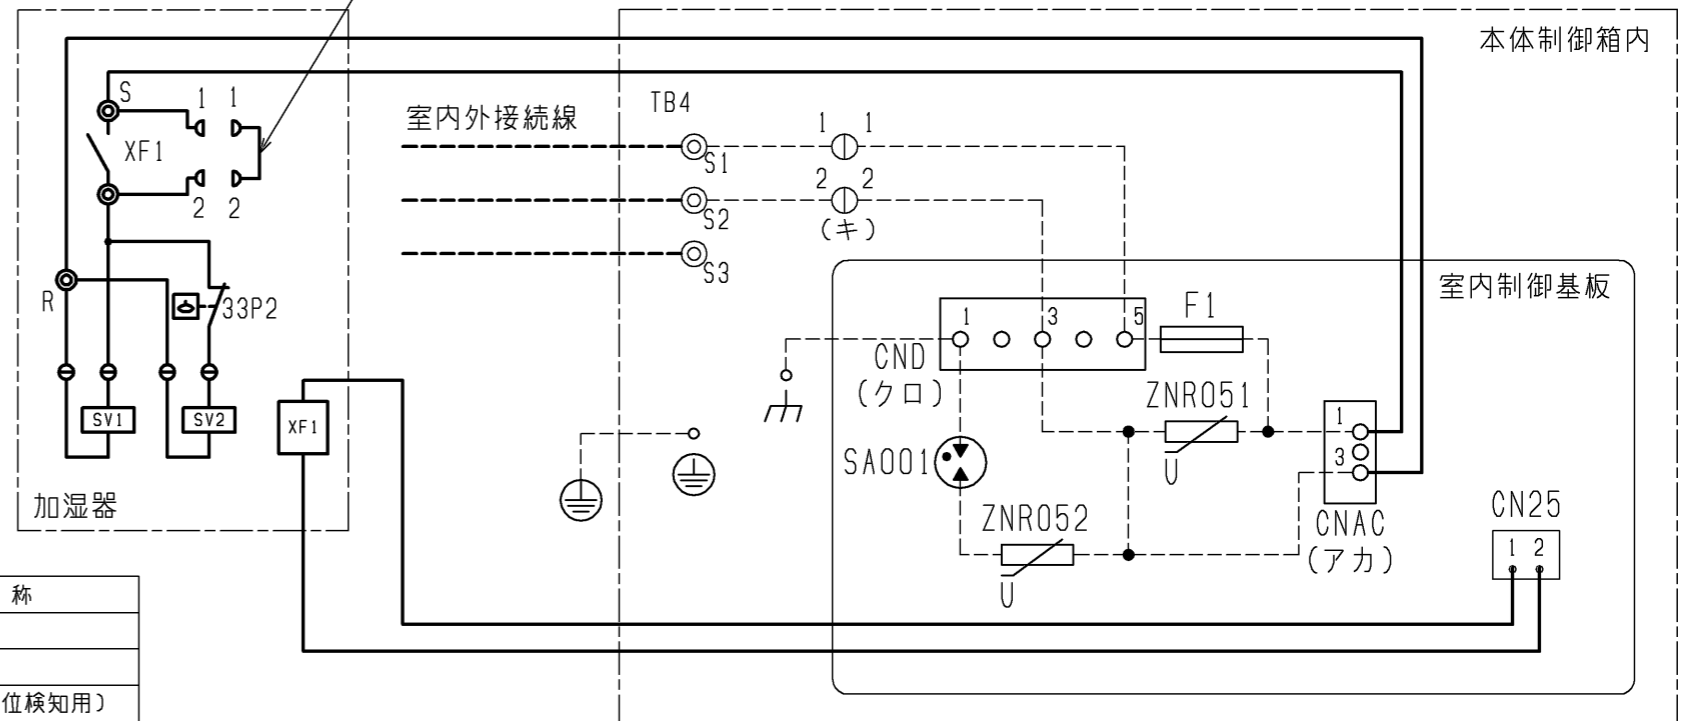 本体制御箱内
S
1 1
XF1
2 2
R
33P2
SV1
SV2
XF1
加湿器
室内外接続線
TB4
S1
S2
S3
1 1
2 2
(キ)
室内制御基板
1 3 5
F1
CND
(クロ)
ZNR051
U
SA001
ZNR052
U
1
3
CNAC
(アカ)
CN25
1 2
称
位検知用)